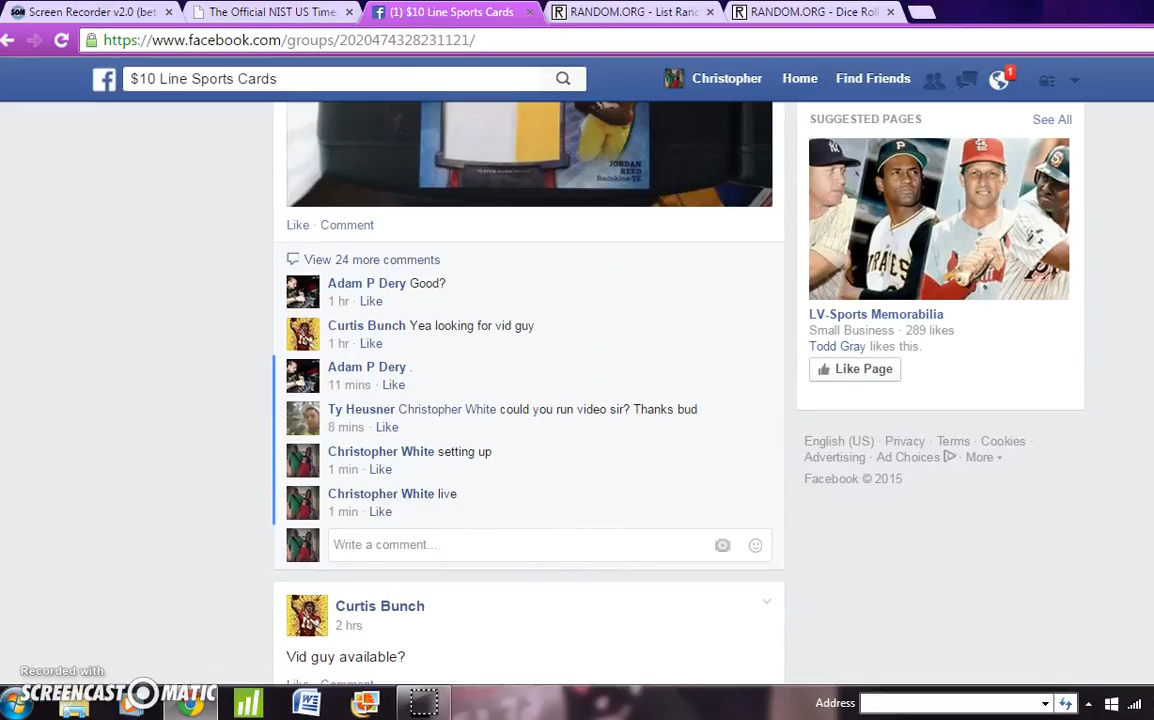 Screen Recorder v2.0 (bet
The Official NIST US Time
(1) $10 Line Sports Cards
RANDOM.ORG - List Ran
RANDOM.ORG - Dice Roll
https://www.facebook.com/groups/2020474328231121/
$10 Line Sports Cards
Christopher
Home
Find Friends
1
JORDAN
REED
Redskins·TE
SUGGESTED PAGES
See All
LV-Sports Memorabilia
Small Business · 289 likes
Todd Gray likes this.
Like Page
Like · Comment
View 24 more comments
Adam P Dery Good?
1 hr · Like
Curtis Bunch Yea looking for vid guy
1 hr · Like
Adam P Dery .
11 mins · Like
Ty Heusner Christopher White could you run video sir? Thanks bud
8 mins · Like
Christopher White setting up
1 min · Like
Christopher White live
1 min · Like
Write a comment...
English (US) · Privacy · Terms · Cookies ·
Advertising · Ad Choices · More
Facebook © 2015
Curtis Bunch
2 hrs
Vid guy available?
Recorded with
SCREENCAST-O-MATIC
Address